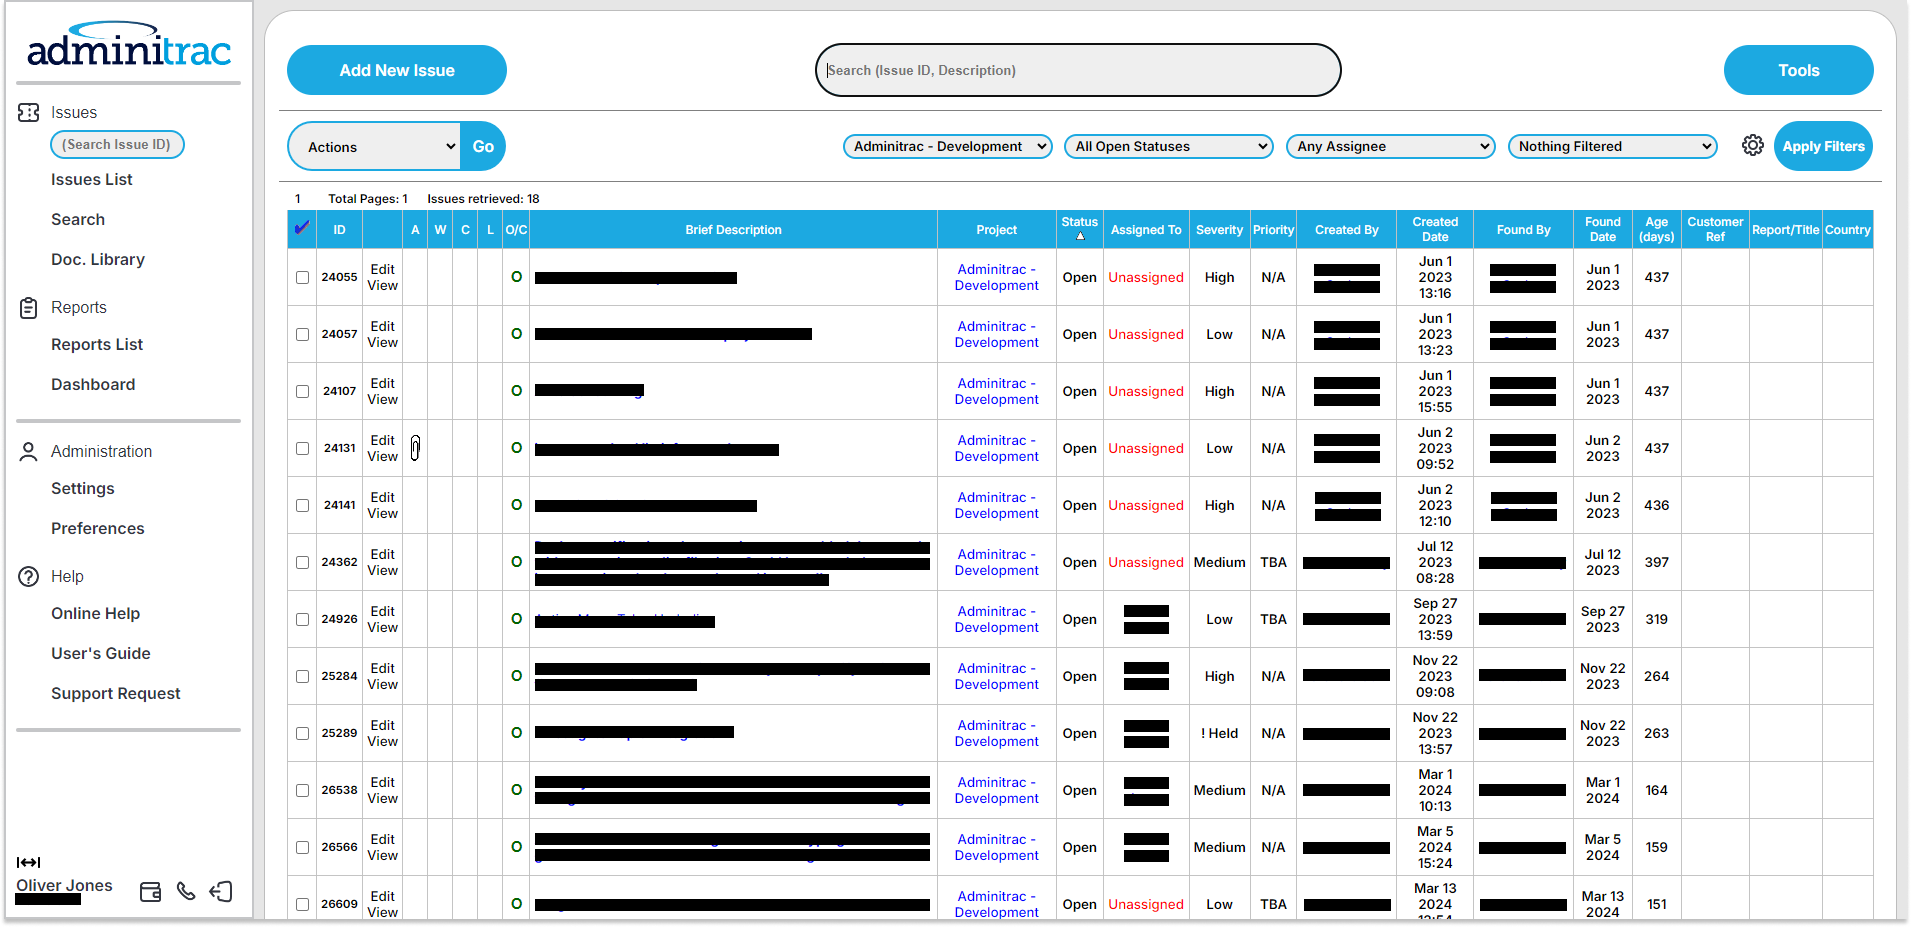 adminitrac
Issues
(Search Issue ID)
Issues List
Search
Doc. Library
Reports
Reports List
Dashboard
Administration
Settings
Preferences
Help
Online Help
User's Guide
Support Request
Oliver Jones
Add New Issue
Search (Issue ID, Description)
Tools
Actions Go
Adminitrac - Development All Open Statuses Any Assignee Nothing Filtered Apply Filters
1 Total Pages: 1 Issues retrieved: 18
ID A W C L O/C Brief Description Project Status Assigned To Severity Priority Created By Created Date Found By Found Date Age (days) Customer Ref Report/Title Country
24055 Edit View O Adminitrac - Development Open Unassigned High N/A Jun 1 2023 13:16 Jun 1 2023 437
24057 Edit View O Adminitrac - Development Open Unassigned Low N/A Jun 1 2023 13:23 Jun 1 2023 437
24107 Edit View O Adminitrac - Development Open Unassigned High N/A Jun 1 2023 15:55 Jun 1 2023 437
24131 Edit View O Adminitrac - Development Open Unassigned Low N/A Jun 2 2023 09:52 Jun 2 2023 437
24141 Edit View O Adminitrac - Development Open Unassigned High N/A Jun 2 2023 12:10 Jun 2 2023 436
24362 Edit View O Adminitrac - Development Open Unassigned Medium TBA Jul 12 2023 08:28 Jul 12 2023 397
24926 Edit View O Adminitrac - Development Open Low TBA Sep 27 2023 13:59 Sep 27 2023 319
25284 Edit View O Adminitrac - Development Open High N/A Nov 22 2023 09:08 Nov 22 2023 264
25289 Edit View O Adminitrac - Development Open ! Held N/A Nov 22 2023 13:57 Nov 22 2023 263
26538 Edit View O Adminitrac - Development Open Medium N/A Mar 1 2024 10:13 Mar 1 2024 164
26566 Edit View O Adminitrac - Development Open Medium N/A Mar 5 2024 15:24 Mar 5 2024 159
26609 Edit View O Adminitrac - Development Open Unassigned Low TBA Mar 13 2024 Mar 13 2024 151